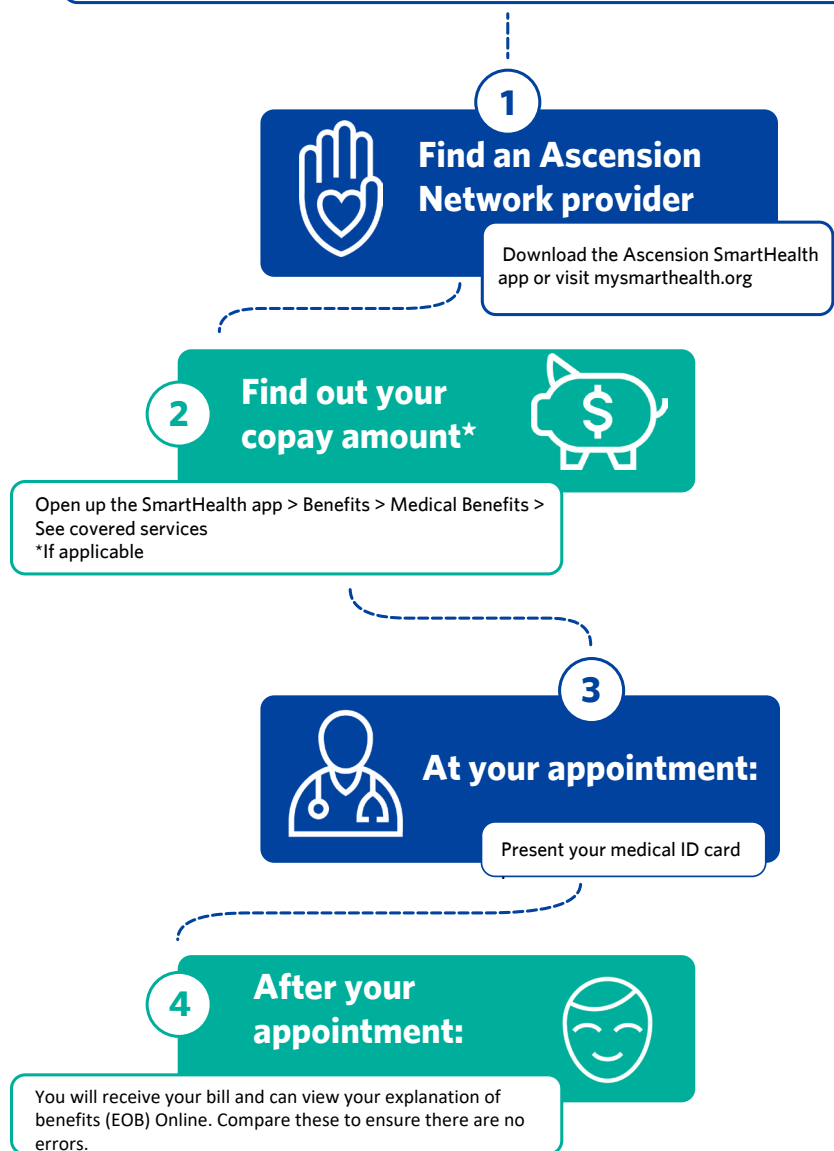 1
Find an Ascension
Network provider
Download the Ascension SmartHealth
app or visit mysmarthealth.org
2
Find out your
copay amount*
$
Open up the SmartHealth app > Benefits > Medical Benefits >
See covered services
*If applicable
3
At your appointment:
Present your medical ID card
4
After your
appointment:
You will receive your bill and can view your explanation of
benefits (EOB) Online. Compare these to ensure there are no
errors.